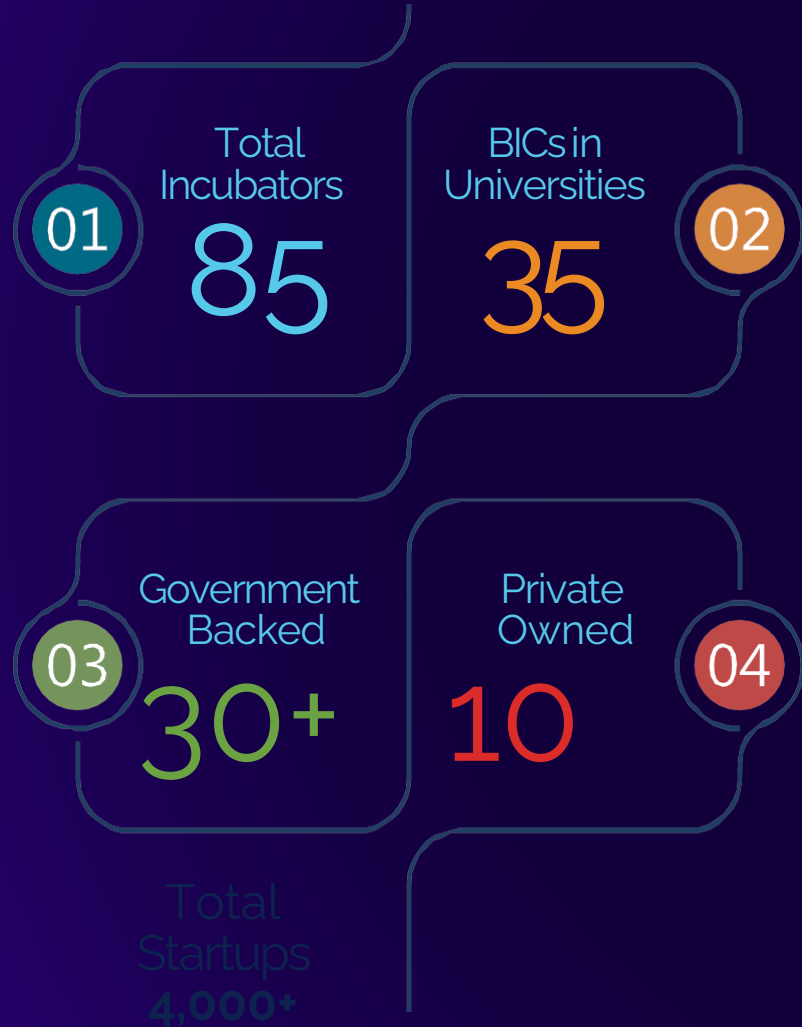 Total
Incubators
85
01
BICs in
Universities
35
02
Government
Backed
30+
03
Private
Owned
10
04
Total
Startups
4,000+